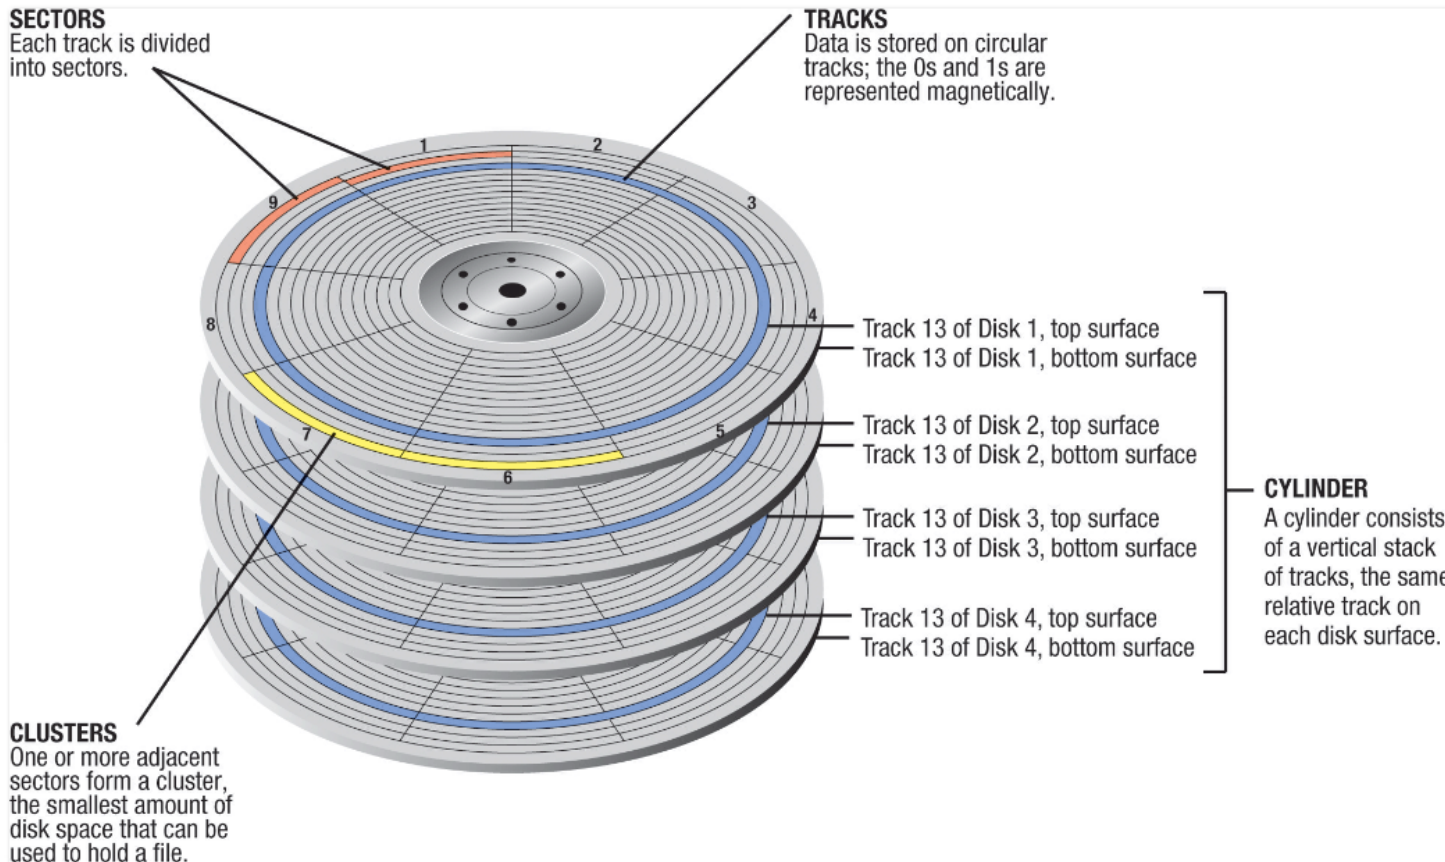 SECTORS
Each track is divided
into sectors.
TRACKS
Data is stored on circular
tracks; the 0s and 1s are
represented magnetically.
1
2
3
4
5
6
7
8
9
Track 13 of Disk 1, top surface
Track 13 of Disk 1, bottom surface
Track 13 of Disk 2, top surface
Track 13 of Disk 2, bottom surface
Track 13 of Disk 3, top surface
Track 13 of Disk 3, bottom surface
Track 13 of Disk 4, top surface
Track 13 of Disk 4, bottom surface
CYLINDER
A cylinder consists
of a vertical stack
of tracks, the same
relative track on
each disk surface.
CLUSTERS
One or more adjacent
sectors form a cluster,
the smallest amount of
disk space that can be
used to hold a file.